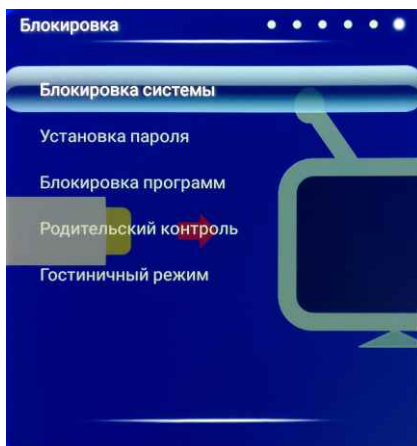 Блокировка
Блокировка системы
Установка пароля
Блокировка программ
Родительский контроль
Гостиничный режим